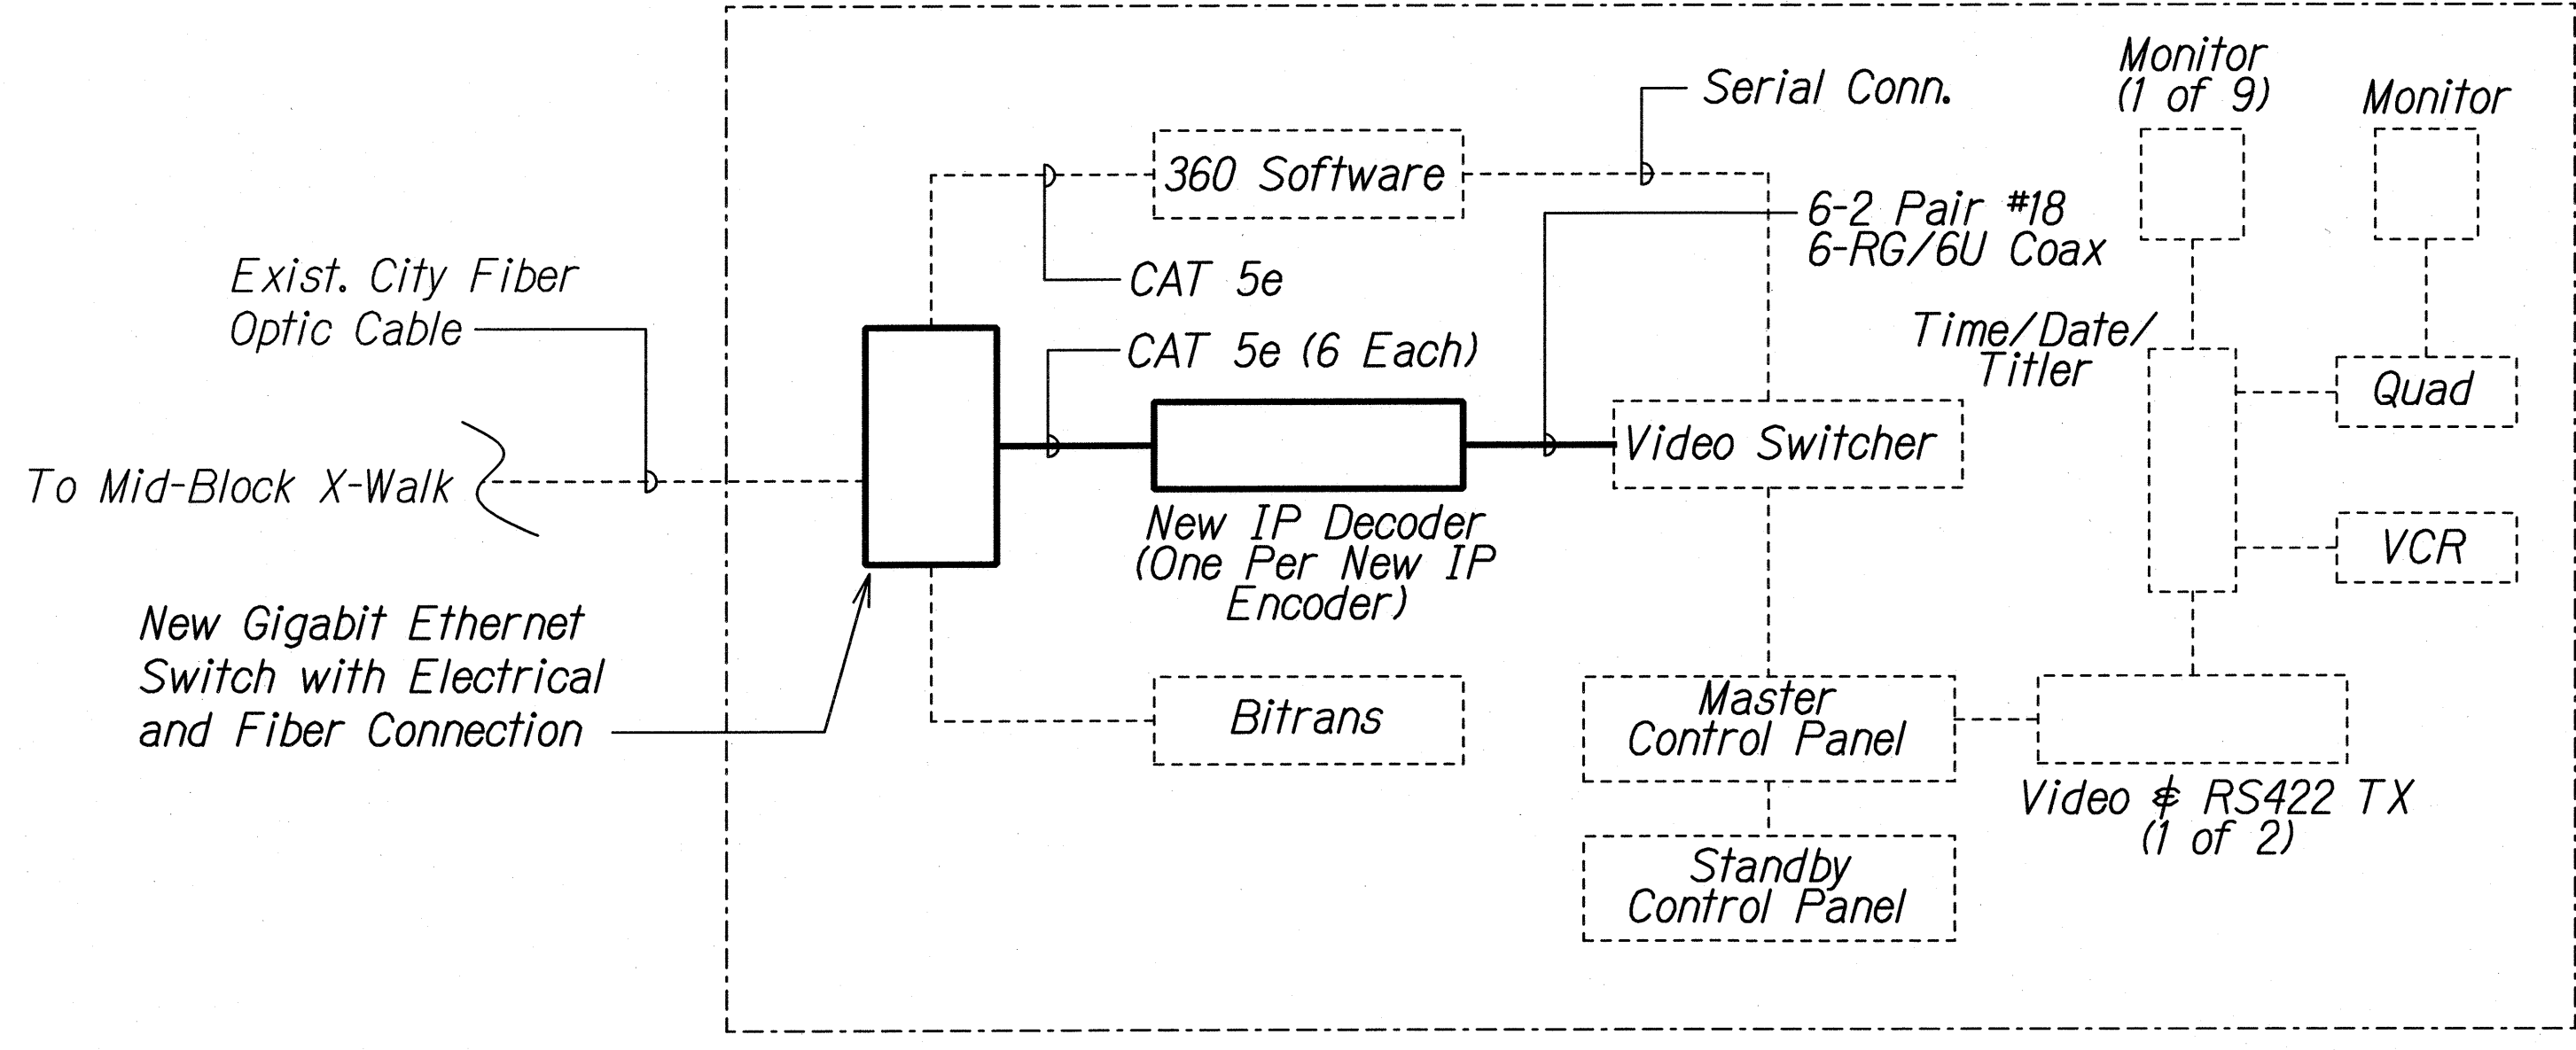 Monitor
(1 of 9)
Monitor
Serial Conn.
360 Software
6-2 Pair #18
6-RG/6U Coax
Exist. City Fiber
Optic Cable
CAT 5e
CAT 5e (6 Each)
Time/Date/
Titler
Quad
Video Switcher
To Mid-Block X-Walk
New IP Decoder
(One Per New IP
Encoder)
VCR
New Gigabit Ethernet
Switch with Electrical
and Fiber Connection
Bitrans
Master
Control Panel
Video & RS422 TX
(1 of 2)
Standby
Control Panel